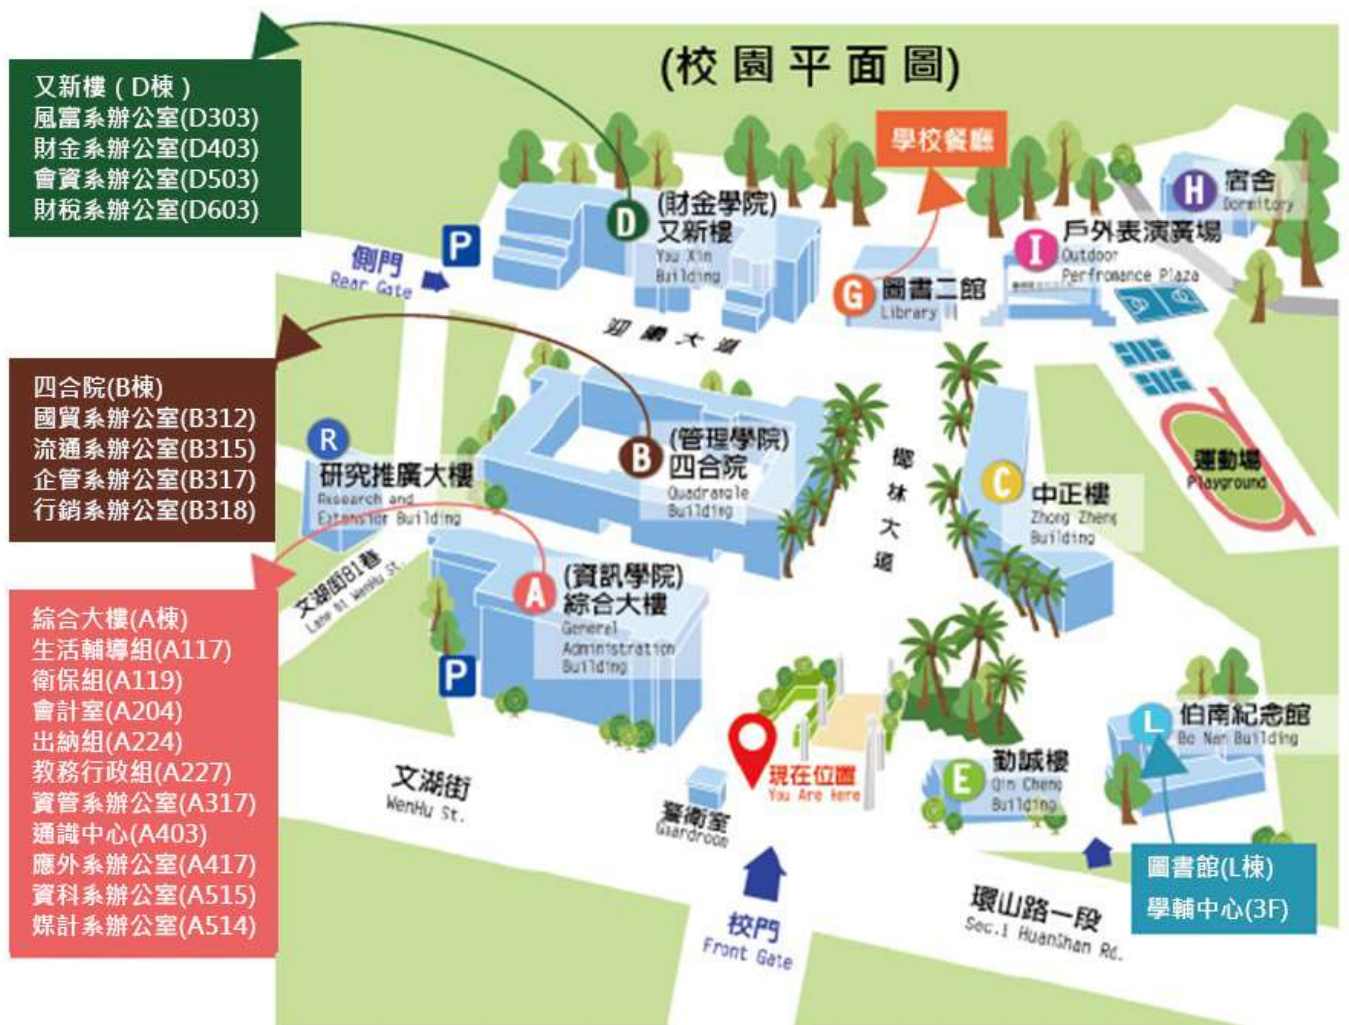 (校園平面圖)
又新樓（D棟）
風富系辦公室(D303)
財金系辦公室(D403)
會資系辦公室(D503)
財稅系辦公室(D603)
學校餐廳
H
宿舍
Dormitory
P
側門
Rear Gate
D
(財金學院)
又新樓
You Xin
Building
I
戶外表演廣場
Outdoor
Perfromance Plaza
G
圖書二館
Library
大道
四合院(B棟)
國貿系辦公室(B312)
流通系辦公室(B315)
企管系辦公室(B317)
行銷系辦公室(B318)
R
研究推廣大樓
Research and
Extension Building
B
(管理學院)
四合院
Quadrangle
Building
椰林大道
C
中正樓
Zhong Zheng
Building
運動場
Playground
文湖街81巷
Lane 81 WenHu St.
A
(資訊學院)
綜合大樓
General
Administration
Building
綜合大樓(A棟)
生活輔導組(A117)
衛保組(A119)
會計室(A204)
出納組(A224)
教務行政組(A227)
資管系辦公室(A317)
通識中心(A403)
應外系辦公室(A417)
資科系辦公室(A515)
媒計系辦公室(A514)
P
文湖街
WenHu St.
警衛室
Guardroom
現在位置
You Are Here
E
勤誠樓
Qin Cheng
Building
L
伯南紀念館
Bo Nan Building
圖書館(L棟)
學輔中心(3F)
校門
Front Gate
環山路一段
Sec.1 HuanShan Rd.